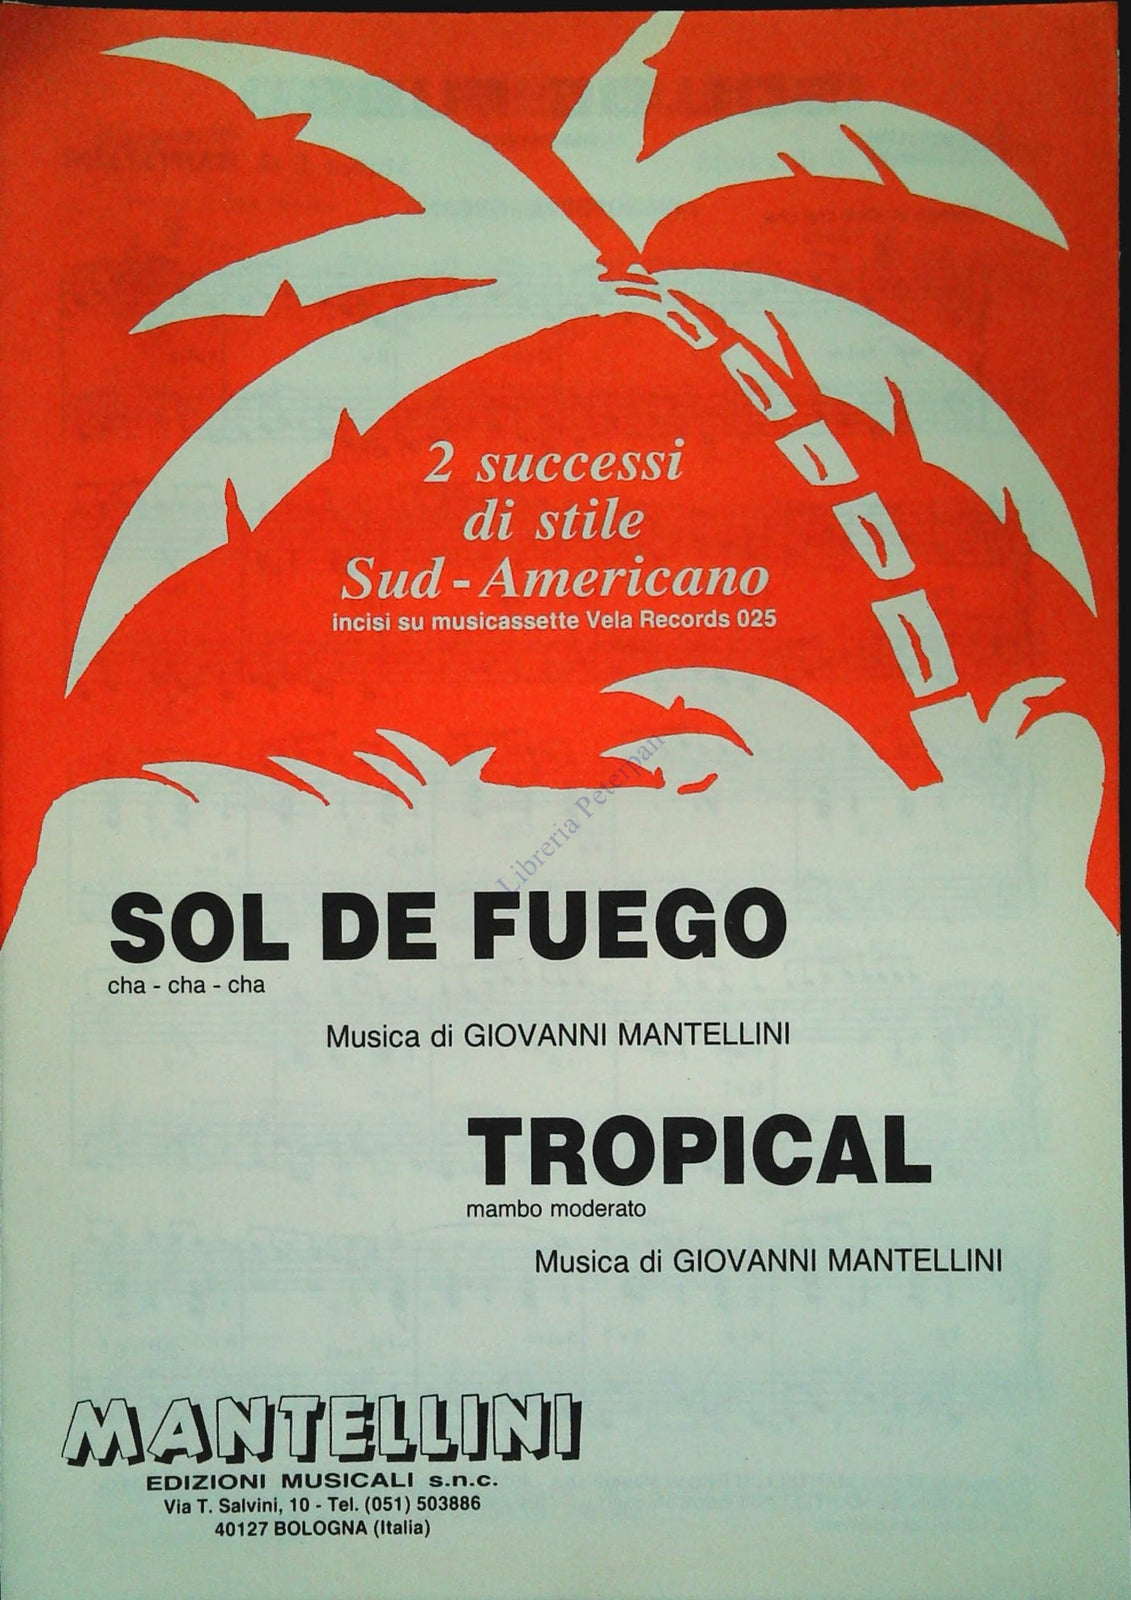 2 successi
di stile
Sud - Americano
incisi su musicassette Vela Records 025
Libreria Peterpan
SOL DE FUEGO
cha - cha - cha
Musica di GIOVANNI MANTELLINI
TROPICAL
mambo moderato
Musica di GIOVANNI MANTELLINI
MANTELLINI
EDIZIONI MUSICALI s.n.c.
Via T. Salvini, 10 - Tel. (051) 503886
40127 BOLOGNA (Italia)